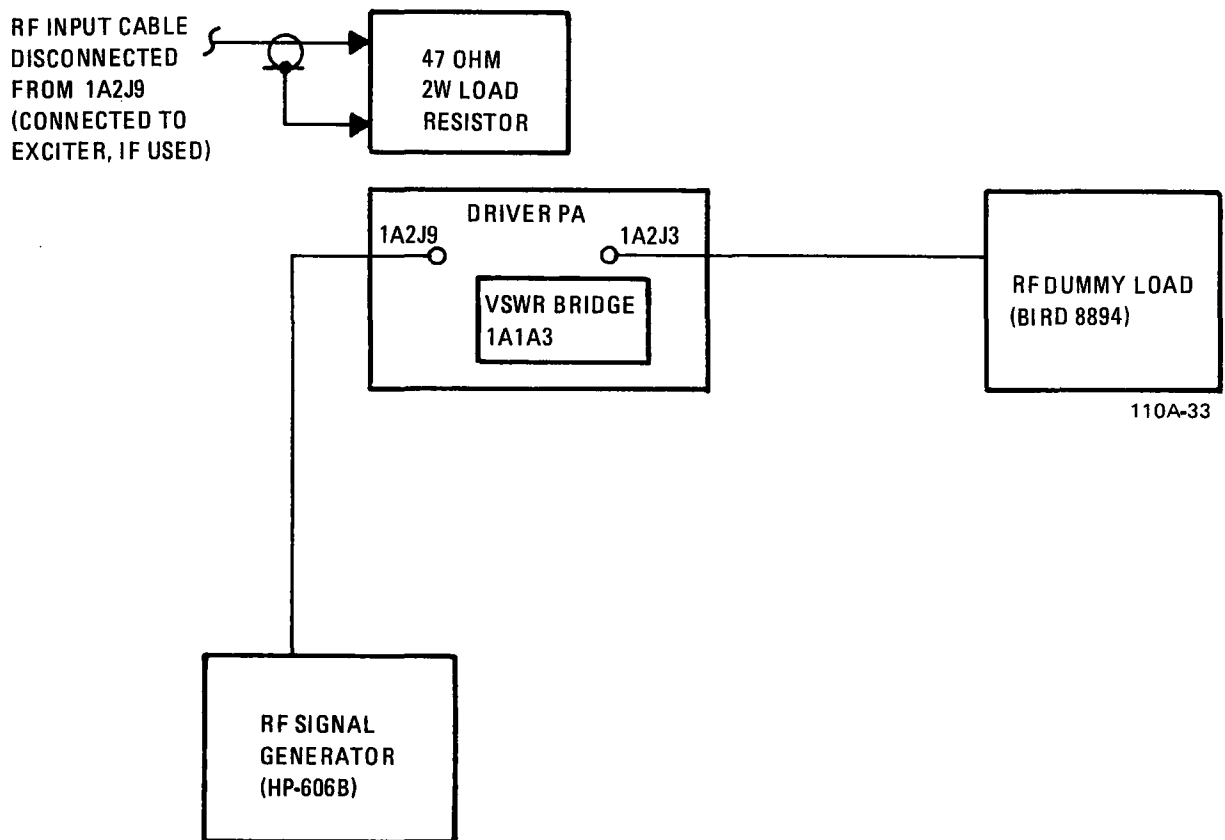 RF INPUT CABLE
DISCONNECTED
FROM 1A2J9
(CONNECTED TO
EXCITER, IF USED)
47 OHM
2W LOAD
RESISTOR
DRIVER PA
1A2J9
1A2J3
VSWR BRIDGE
1A1A3
RF DUMMY LOAD
(BIRD 8894)
110A-33
RF SIGNAL
GENERATOR
(HP-606B)